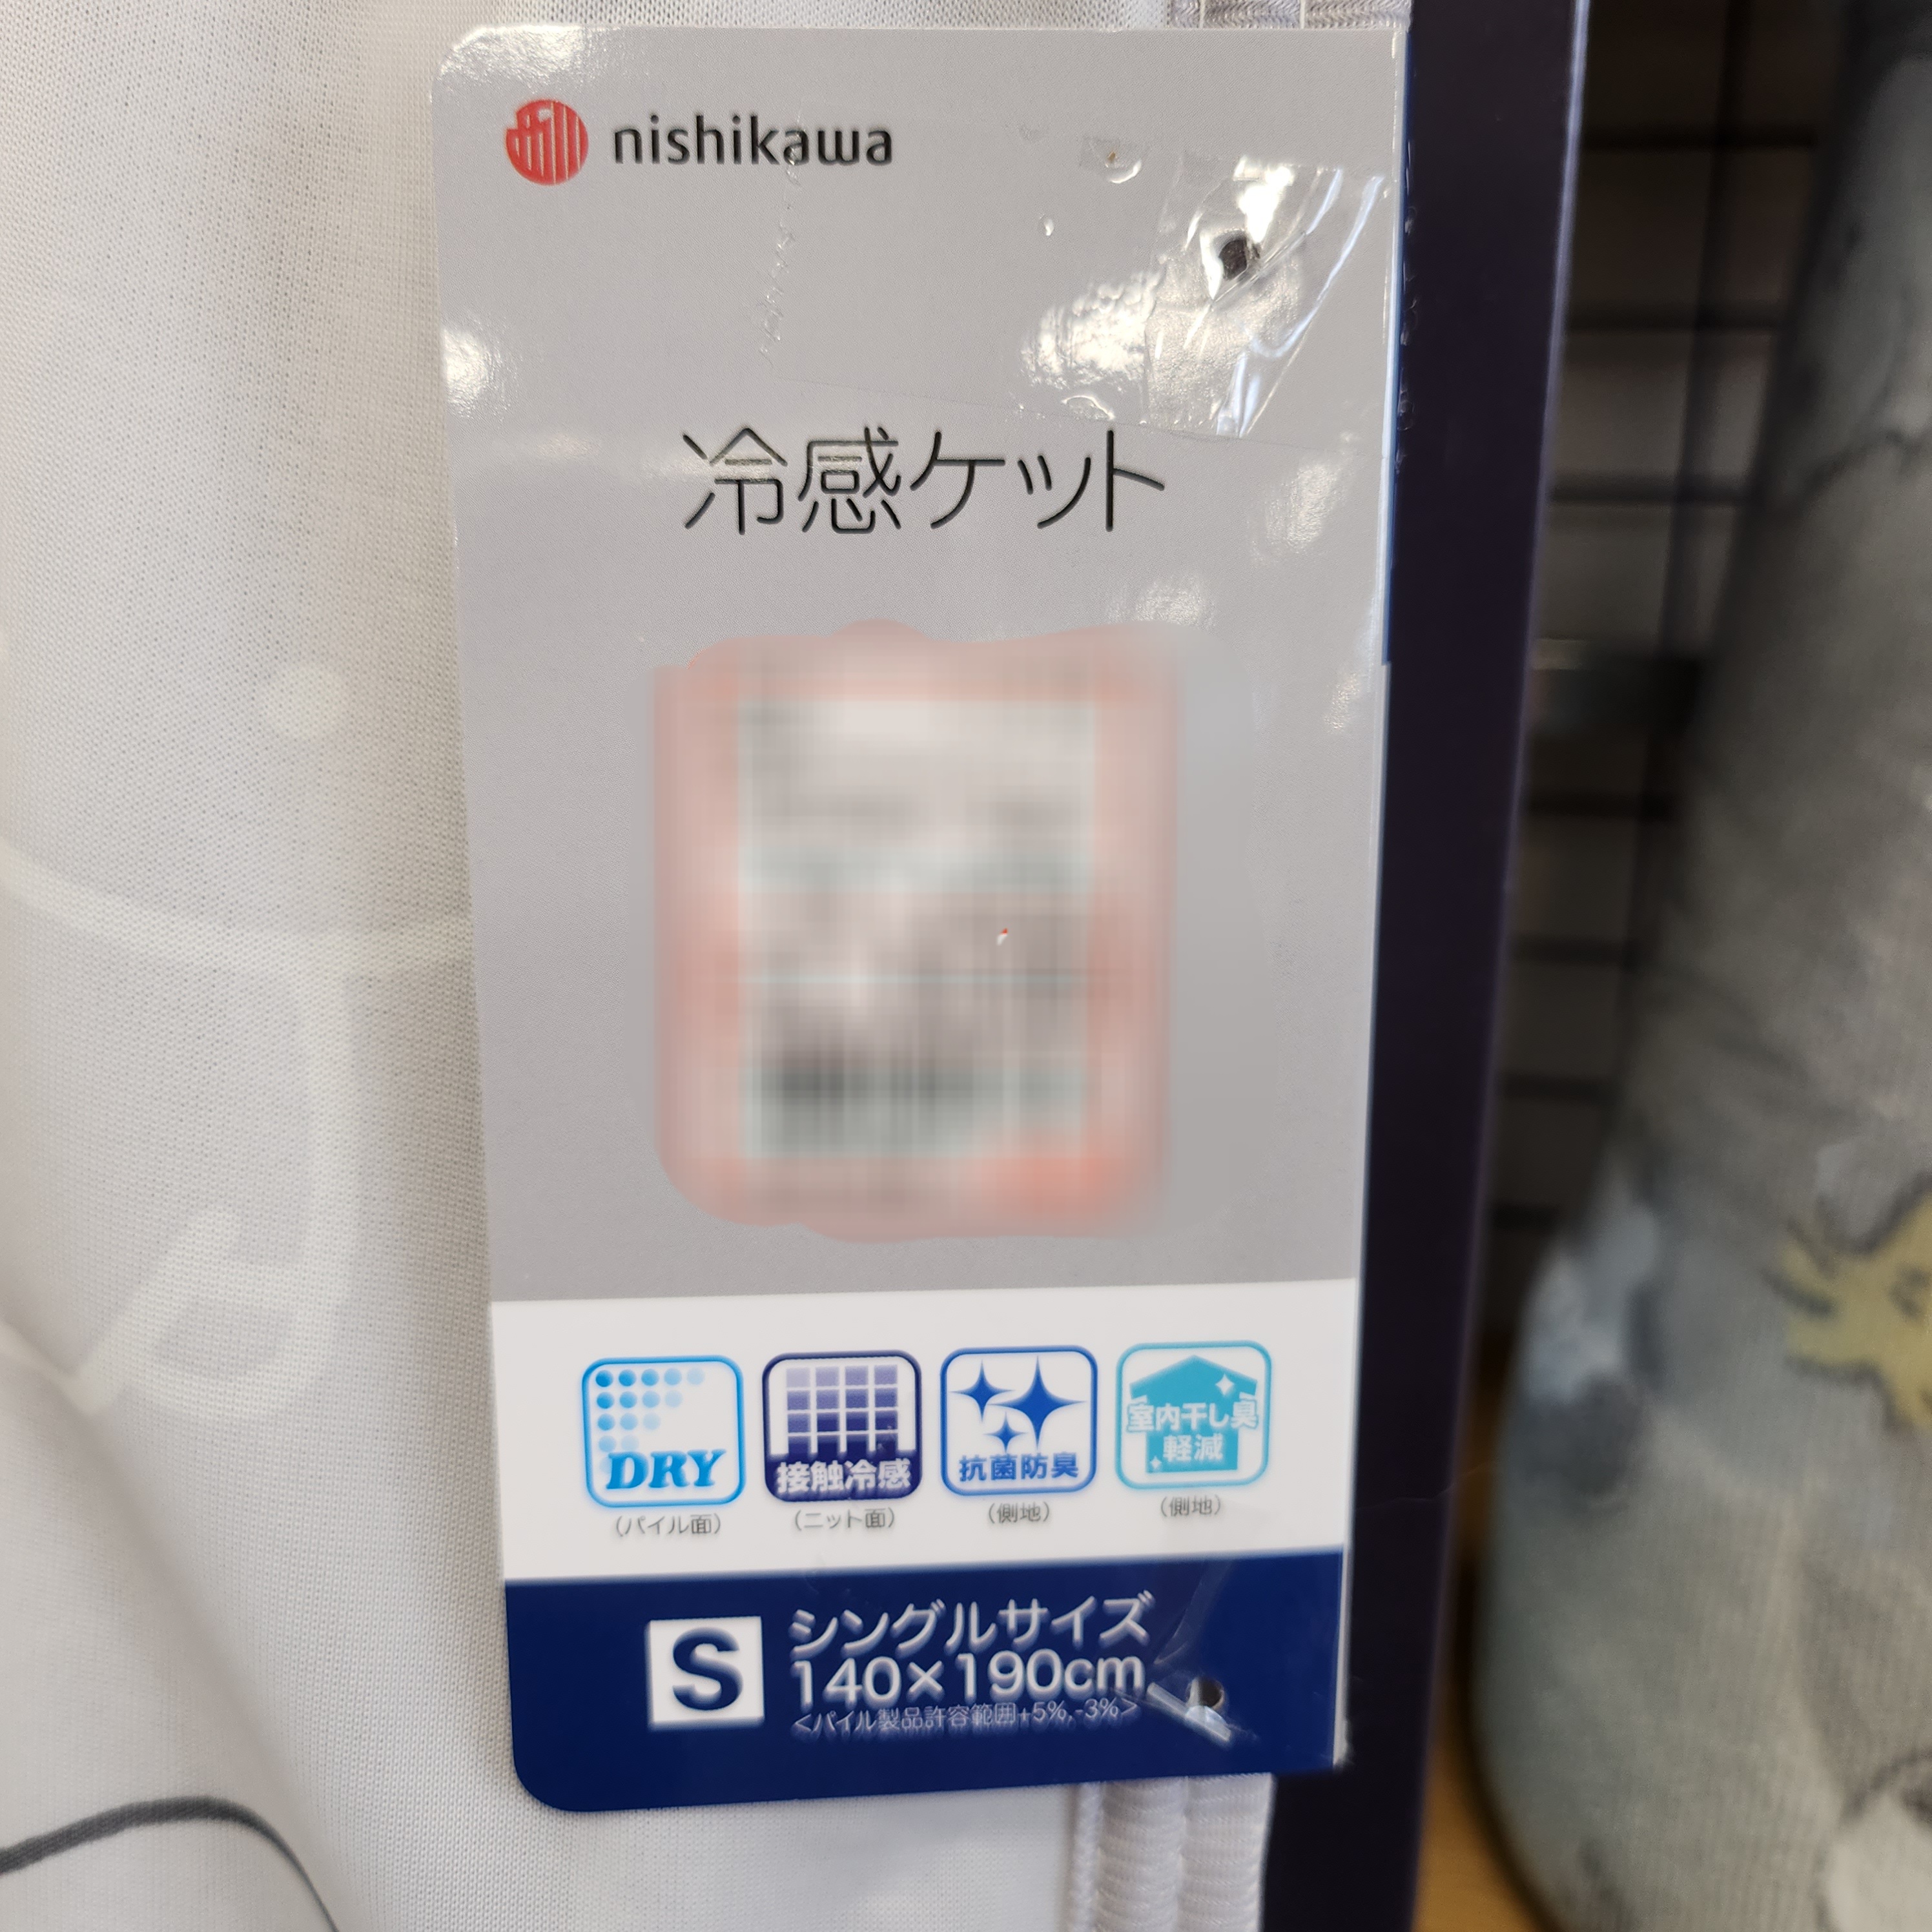 nishikawa
冷感ケット
DRY
(パイル面)
接触冷感
(ニット面)
抗菌防臭
(側地)
室内干し臭
軽減
(側地)
S
シングルサイズ
140×190cm
<パイル製品許容範囲+5%,-3%>